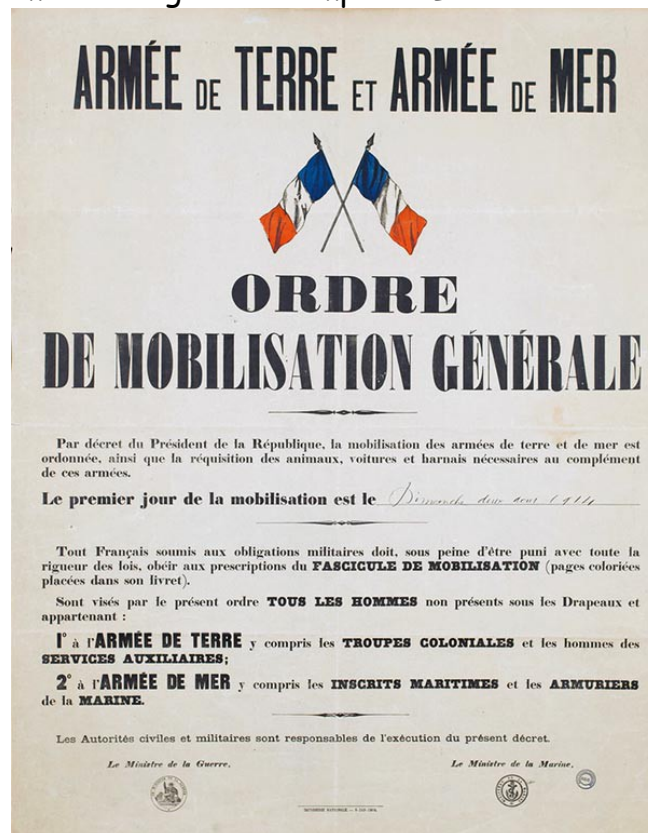 ARMÉE DE TERRE ET ARMÉE DE MER
ORDRE
DE MOBILISATION GÉNÉRALE
Par décret du Président de la République, la mobilisation des armées de terre et de mer est
ordonnée, ainsi que la réquisition des animaux, voitures et harnais nécessaires au complément
de ces armées.
Le premier jour de la mobilisation est le Dimanche deux août 1914
Tout Français soumis aux obligations militaires doit, sous peine d'être puni avec toute la
rigueur des lois, obéir aux prescriptions du FASCICULE DE MOBILISATION (pages coloriées
placées dans son livret).
Sont visés par le présent ordre TOUS LES HOMMES non présents sous les Drapeaux et
appartenant :
1° à l'ARMÉE DE TERRE y compris les TROUPES COLONIALES et les hommes des
SERVICES AUXILIAIRES;
2° à l'ARMÉE DE MER y compris les INSCRITS MARITIMES et les ARMURIERS
de la MARINE.
Les Autorités civiles et militaires sont responsables de l'exécution du présent décret.
Le Ministre de la Guerre, Le Ministre de la Marine,
IMPRIMERIE NATIONALE